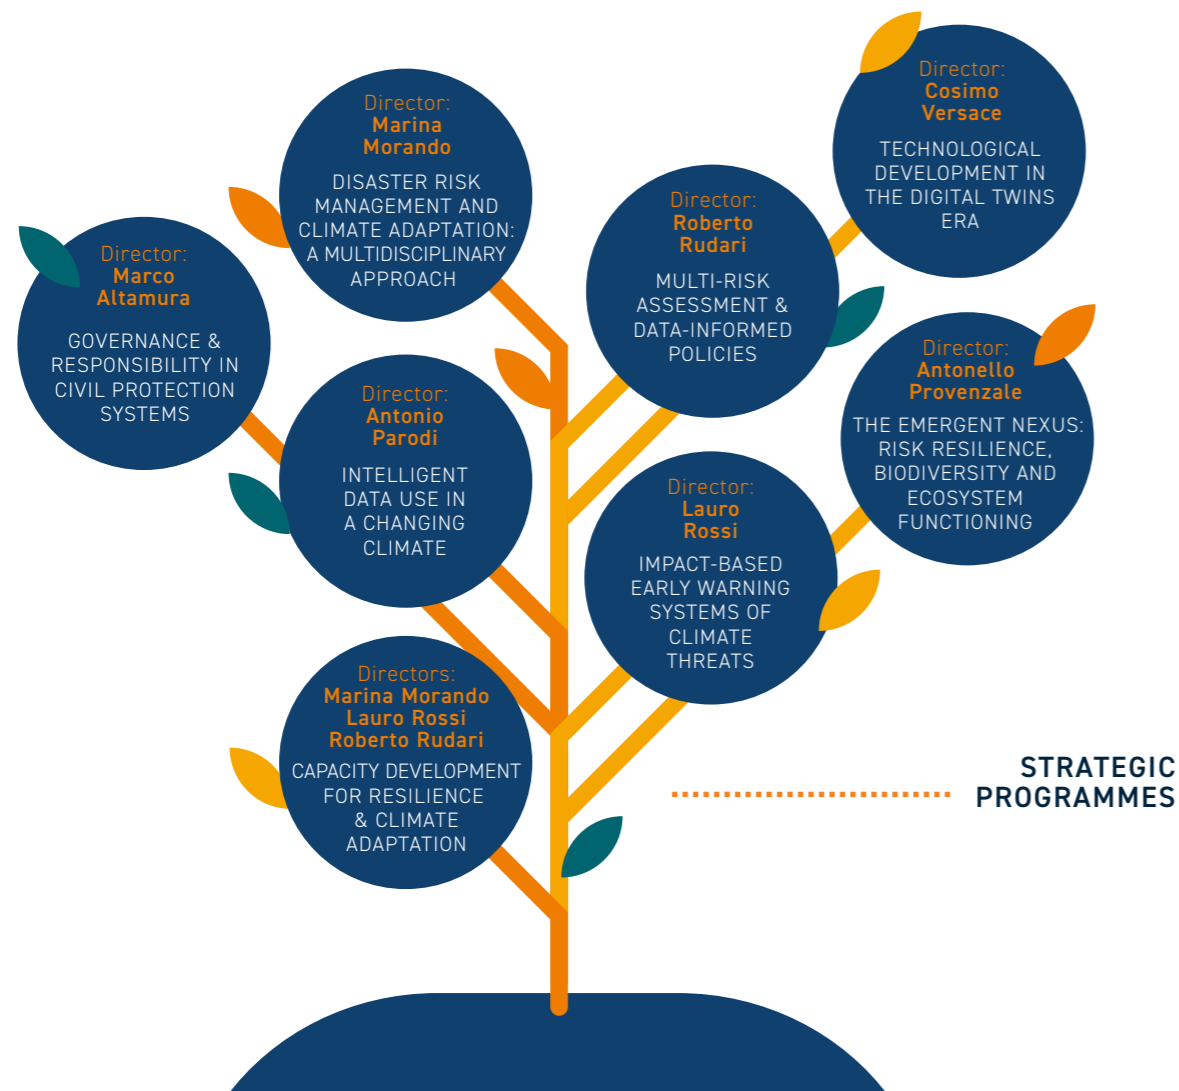 Director:
Cosimo
Versace
TECHNOLOGICAL
DEVELOPMENT IN
THE DIGITAL TWINS
ERA
Director:
Marina
Morando
DISASTER RISK
MANAGEMENT AND
CLIMATE ADAPTATION:
A MULTIDISCIPLINARY
APPROACH
Director:
Roberto
Rudari
MULTI-RISK
ASSESSMENT &
DATA-INFORMED
POLICIES
Director:
Marco
Altamura
GOVERNANCE &
RESPONSIBILITY IN
CIVIL PROTECTION
SYSTEMS
Director:
Antonello
Provenzale
THE EMERGENT NEXUS:
RISK RESILIENCE,
BIODIVERSITY AND
ECOSYSTEM
FUNCTIONING
Director:
Antonio
Parodi
INTELLIGENT
DATA USE IN
A CHANGING
CLIMATE
Director:
Lauro
Rossi
IMPACT-BASED
EARLY WARNING
SYSTEMS OF
CLIMATE
THREATS
Directors:
Marina Morando
Lauro Rossi
Roberto Rudari
CAPACITY DEVELOPMENT
FOR RESILIENCE
& CLIMATE
ADAPTATION
STRATEGIC
PROGRAMMES